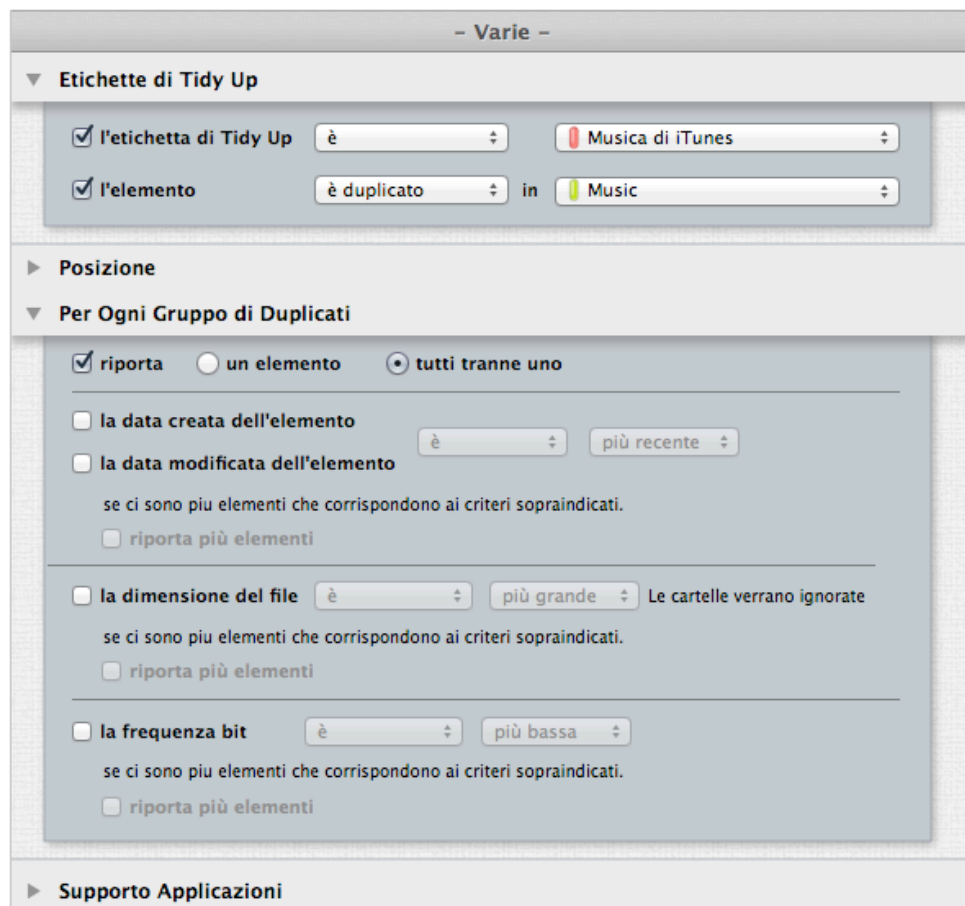 – Varie –
Etichette di Tidy Up
l'etichetta di Tidy Up è Musica di iTunes
l'elemento è duplicato in Music
Posizione
Per Ogni Gruppo di Duplicati
riporta un elemento tutti tranne uno
la data creata dell'elemento
è più recente
la data modificata dell'elemento
se ci sono piu elementi che corrispondono ai criteri sopraindicati.
riporta più elementi
la dimensione del file è più grande Le cartelle verrano ignorate
se ci sono piu elementi che corrispondono ai criteri sopraindicati.
riporta più elementi
la frequenza bit è più bassa
se ci sono piu elementi che corrispondono ai criteri sopraindicati.
riporta più elementi
Supporto Applicazioni